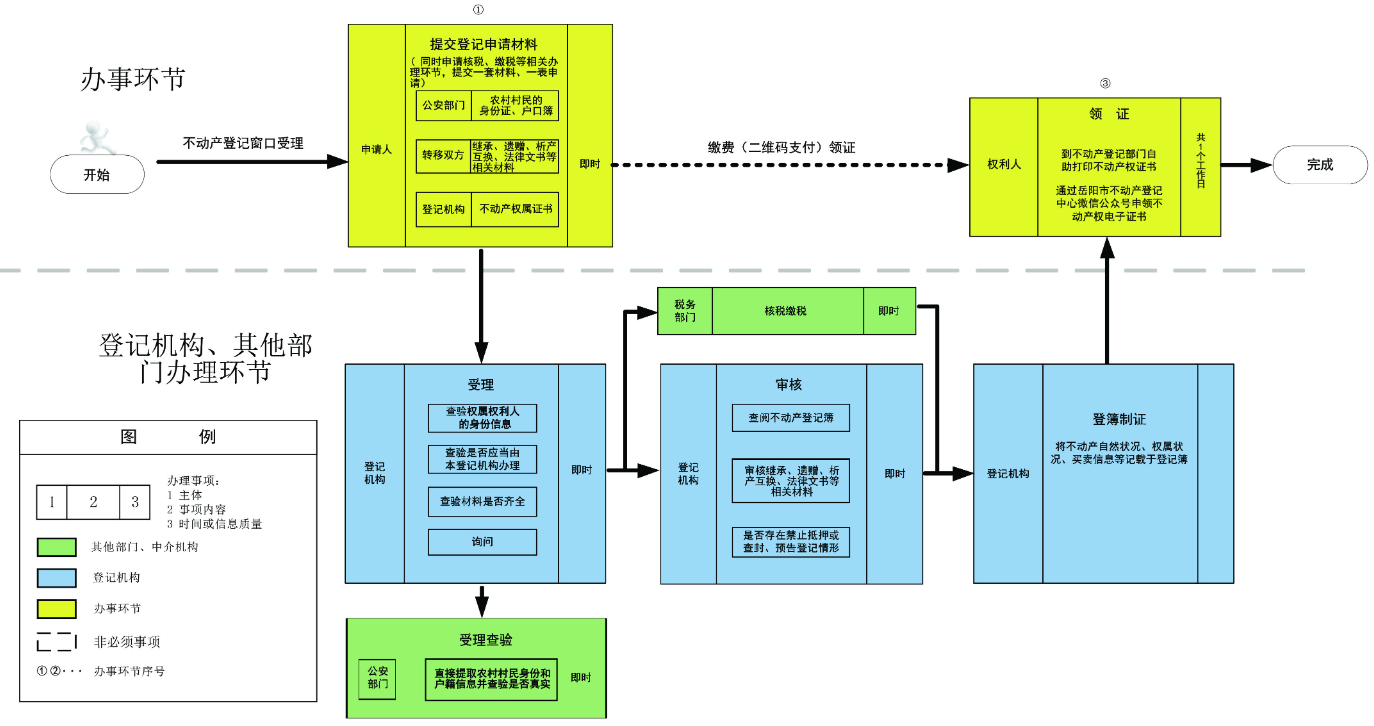 ①
提交登记申请材料
（ 同时申请核税、缴税等相关办
理环节，提交一套材料、一表申
请）
公安部门
农村村民的
身份证、户口簿
申请人
转移双方
继承、遗赠、析产
互换、法律文书等
相关材料
即时
登记机构
不动产权属证书
办事环节
开始
不动产登记窗口受理
缴费（二维码支付）领证
③
领 证
权利人
到不动产登记部门自
助打印不动产权证书
通过岳阳市不动产登记
中心微信公众号申领不
动产权电子证书
共1个工作日
完成
登记机构、其他部
门办理环节
税务
部门
核税缴税
即时
受理
登记
机构
查验权属权利人
的身份信息
查验是否应当由
本登记机构办理
查验材料是否齐全
询问
即时
审核
登记
机构
查阅不动产登记簿
审核继承、遗赠、析
产互换、法律文书等
相关材料
是否存在禁止抵押或
查封、预告登记情形
即时
登记机构
登簿制证
将不动产自然状况、权属状
况、买卖信息等记载于登记簿
受理查验
公安
部门
直接提取农村村民身份和
户籍信息并查验是否真实
即时
图 例
1 2 3
办理事项：
1 主体
2 事项内容
3 时间或信息质量
其他部门、中介机构
登记机构
办事环节
非必须事项
①②··· 办事环节序号